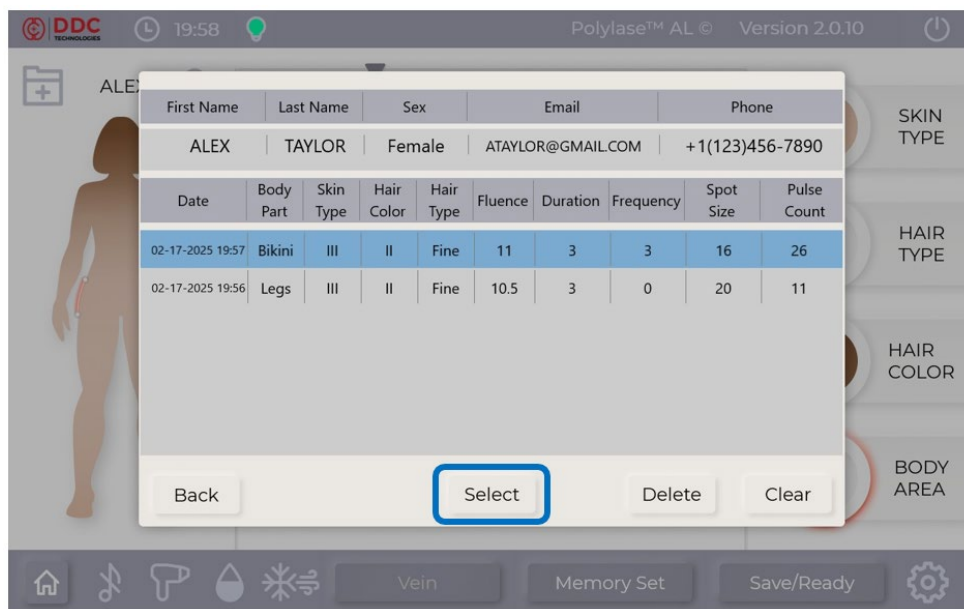 DDC TECHNOLOGIES 19:58 Polylase™ AL © Version 2.0.10
ALEX
First Name Last Name Sex Email Phone
ALEX TAYLOR Female ATAYLOR@GMAIL.COM +1(123)456-7890
Date Body Part Skin Type Hair Color Hair Type Fluence Duration Frequency Spot Size Pulse Count
02-17-2025 19:57 Bikini III II Fine 11 3 3 16 26
02-17-2025 19:56 Legs III II Fine 10.5 3 0 20 11
Back Select Delete Clear
SKIN
TYPE
HAIR
TYPE
HAIR
COLOR
BODY
AREA
Vein Memory Set Save/Ready